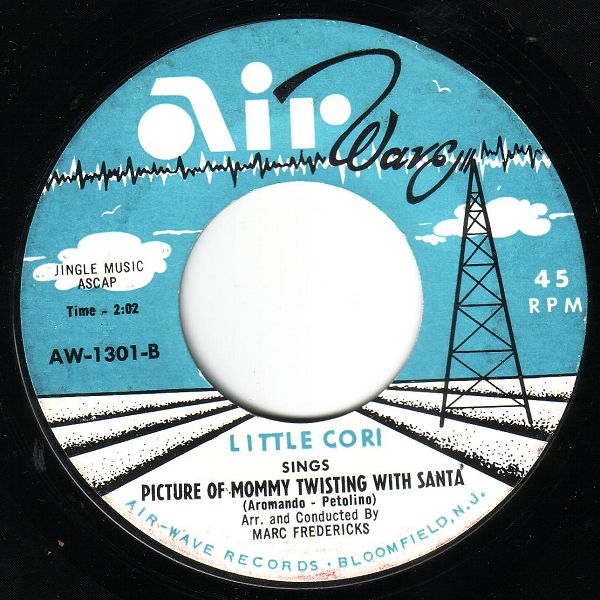 Air Wave
JINGLE MUSIC
ASCAP
Time - 2:02
AW-1301-B
45
RPM
LITTLE CORI
SINGS
PICTURE OF MOMMY TWISTING WITH SANTA
(Aromando - Petolino)
Arr. and Conducted By
MARC FREDERICKS
AIR-WAVE RECORDS • BLOOMFIELD, N.J.